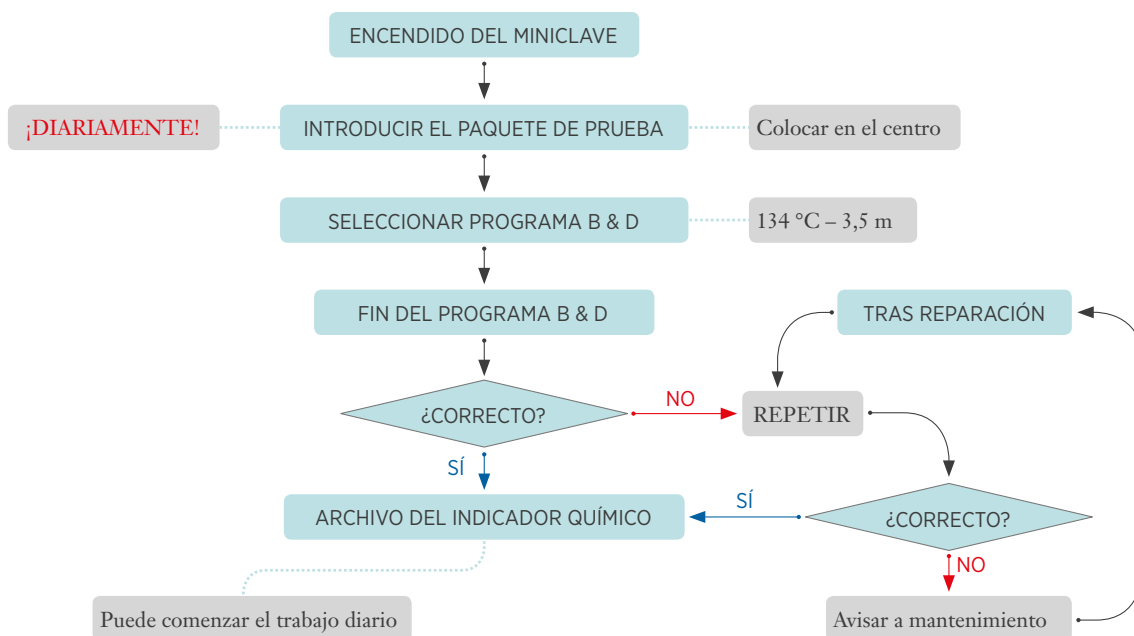 ENCENDIDO DEL MINICLAVE
¡DIARIAMENTE!
INTRODUCIR EL PAQUETE DE PRUEBA
Colocar en el centro
SELECCIONAR PROGRAMA B & D
134 °C – 3,5 m
FIN DEL PROGRAMA B & D
TRAS REPARACIÓN
¿CORRECTO?
NO
REPETIR
SÍ
ARCHIVO DEL INDICADOR QUÍMICO
SÍ
¿CORRECTO?
NO
Puede comenzar el trabajo diario
Avisar a mantenimiento